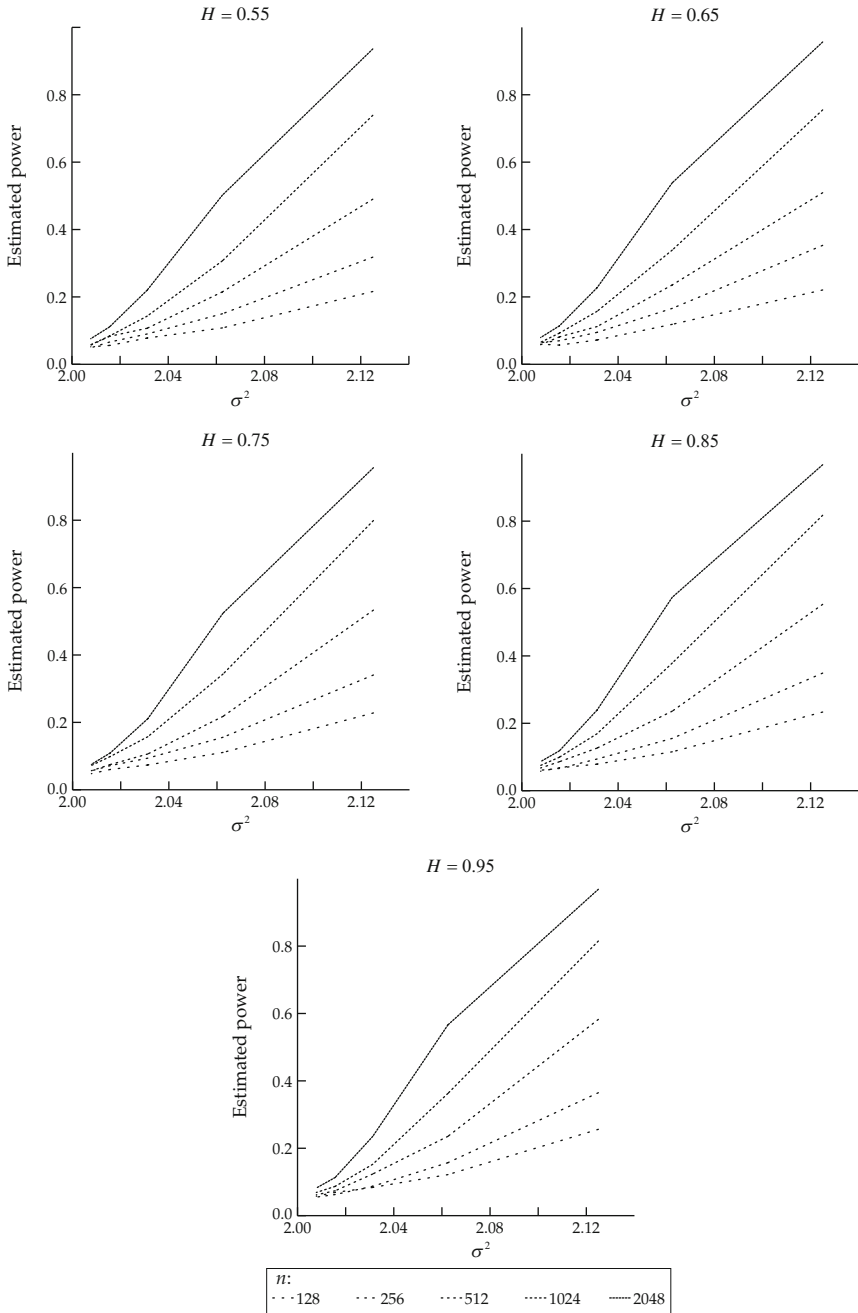 H = 0.55
Estimated power
0.8
0.6
0.4
0.2
0.0
2.00 2.04 2.08 2.12
σ²
H = 0.65
Estimated power
0.8
0.6
0.4
0.2
0.0
2.00 2.04 2.08 2.12
σ²
H = 0.75
Estimated power
0.8
0.6
0.4
0.2
0.0
2.00 2.04 2.08 2.12
σ²
H = 0.85
Estimated power
0.8
0.6
0.4
0.2
0.0
2.00 2.04 2.08 2.12
σ²
H = 0.95
Estimated power
0.8
0.6
0.4
0.2
0.0
2.00 2.04 2.08 2.12
σ²
n:
128 256 512 1024 2048